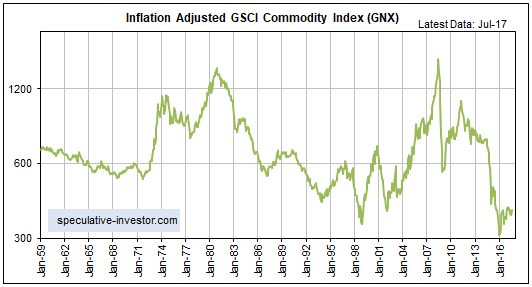 Inflation Adjusted GSCI Commodity Index (GNX)
Latest Data: Jul-17
1200
600
300
speculative-investor.com
Jan-59
Jan-62
Jan-65
Jan-68
Jan-71
Jan-74
Jan-77
Jan-80
Jan-83
Jan-86
Jan-89
Jan-92
Jan-95
Jan-98
Jan-01
Jan-04
Jan-07
Jan-10
Jan-13
Jan-16